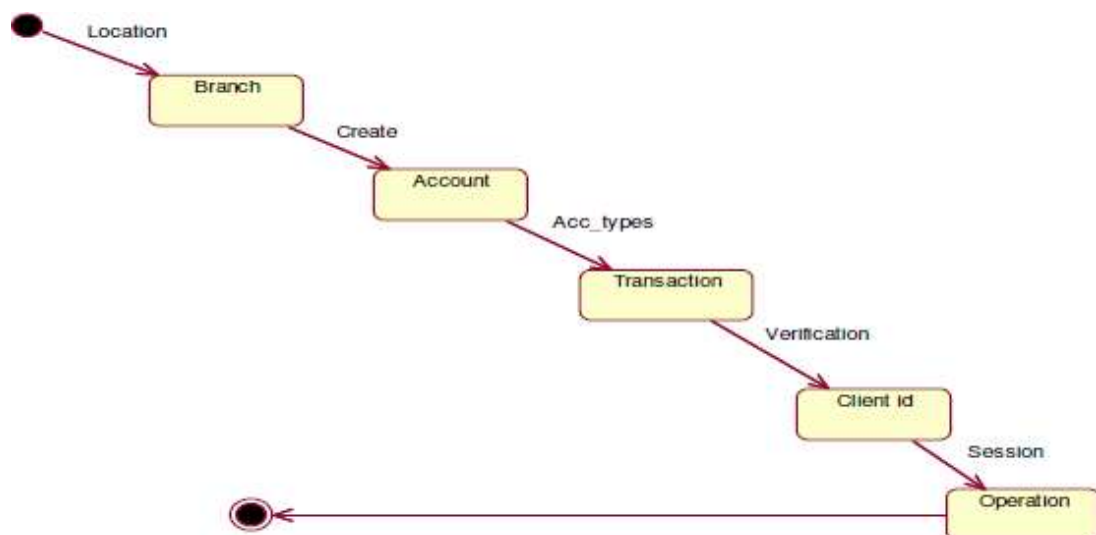 Location
Branch
Create
Account
Acc_types
Transaction
Verification
Client id
Session
Operation